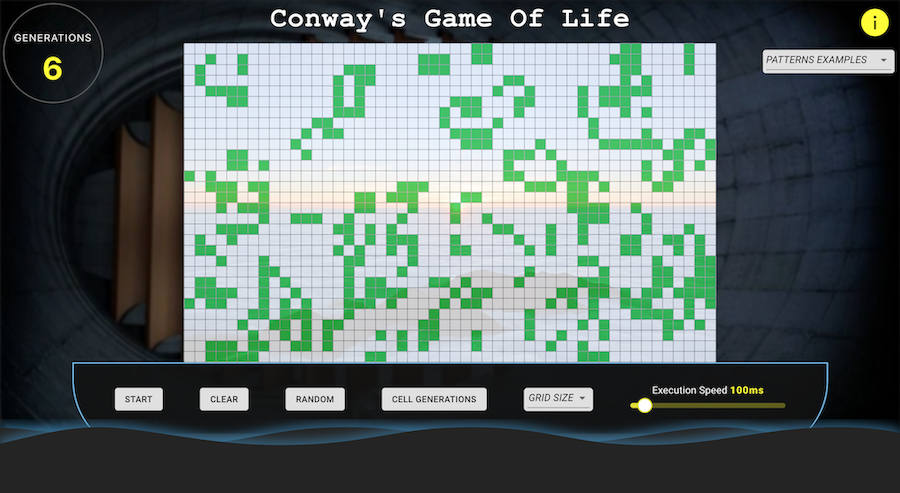 Conway's Game Of Life
GENERATIONS
6
i
PATTERNS EXAMPLES
START
CLEAR
RANDOM
CELL GENERATIONS
GRID SIZE
Execution Speed 100ms